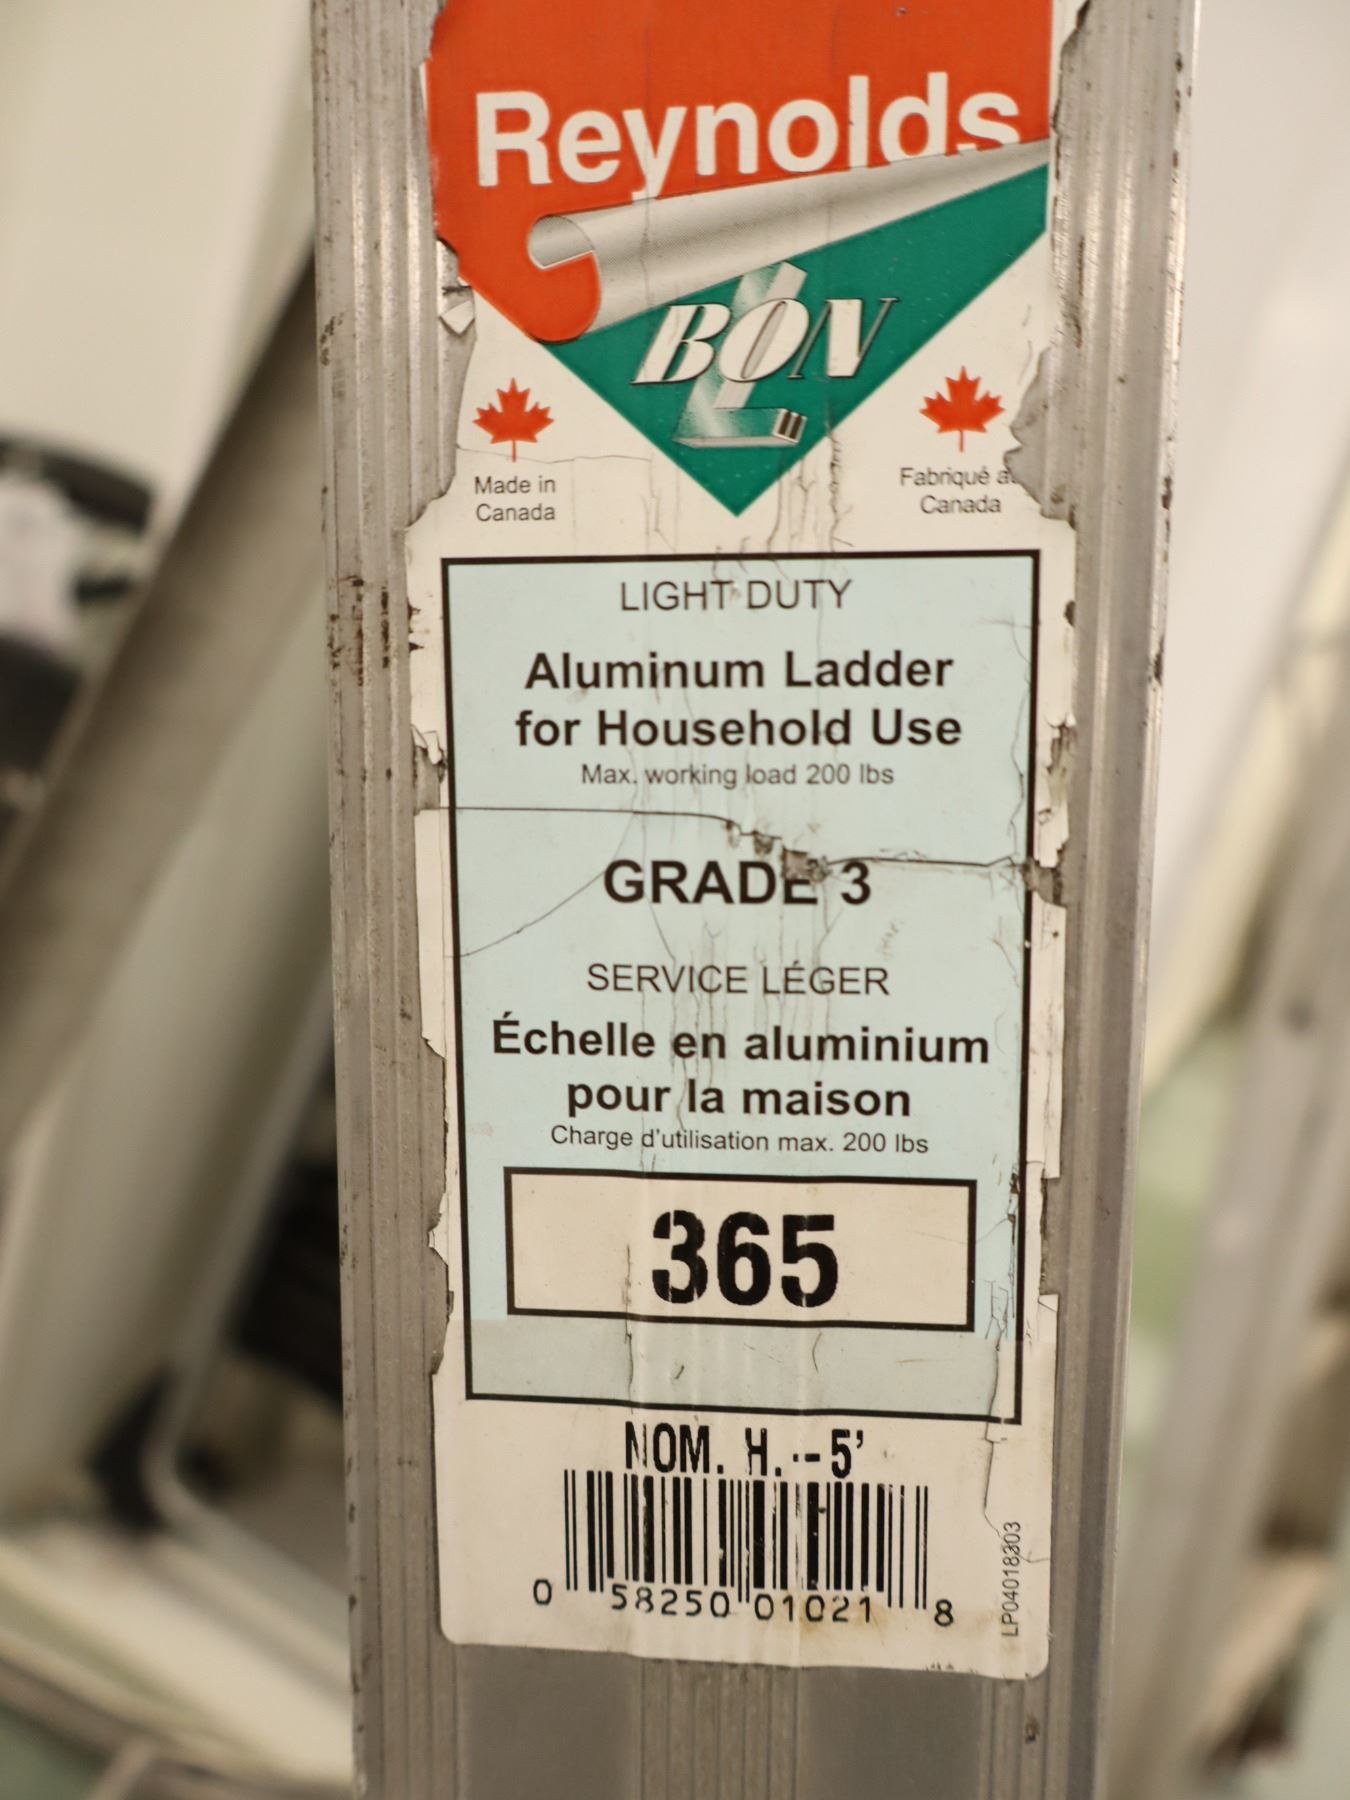 Reynolds
BON
L
Made in
Canada
Fabriqué au
Canada
LIGHT DUTY
Aluminum Ladder
for Household Use
Max. working load 200 lbs
GRADE 3
SERVICE LÉGER
Échelle en aluminium
pour la maison
Charge d'utilisation max. 200 lbs
365
NOM. H. -- 5'
0 58250 01021 8
LP04018303